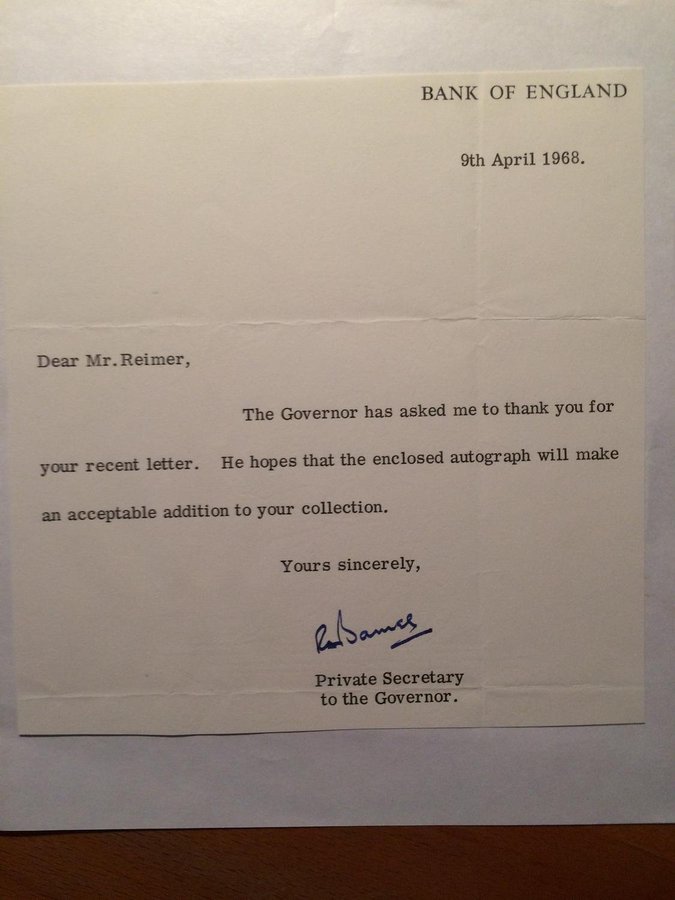 BANK OF ENGLAND
9th April 1968.
Dear Mr. Reimer,
The Governor has asked me to thank you for
your recent letter. He hopes that the enclosed autograph will make
an acceptable addition to your collection.
Yours sincerely,
Private Secretary
to the Governor.